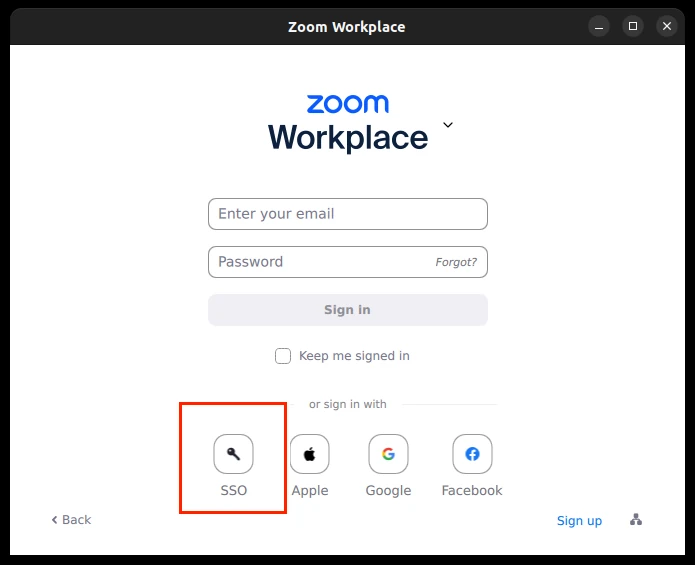 Zoom Workplace
zoom
Workplace
Enter your email
Password Forgot?
Sign in
Keep me signed in
or sign in with
SSO Apple Google Facebook
Back Sign up